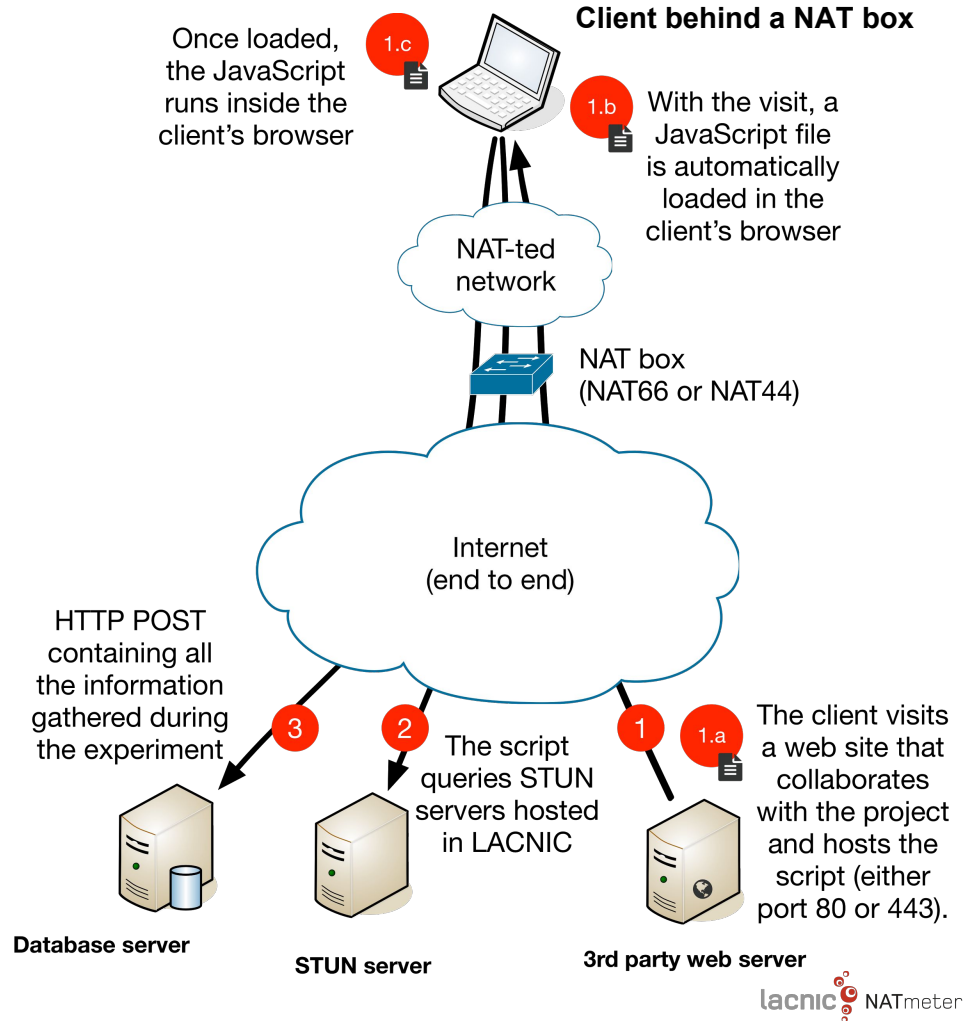 Client behind a NAT box
Once loaded,
the JavaScript
runs inside the
client's browser
1.c
1.b
With the visit, a
JavaScript file
is automatically
loaded in the
client's browser
NAT-ted
network
NAT box
(NAT66 or NAT44)
Internet
(end to end)
HTTP POST
containing all
the information
gathered during
the experiment
3
2
The script
queries STUN
servers hosted
in LACNIC
1
1.a
The client visits
a web site that
collaborates
with the project
and hosts the
script (either
port 80 or 443).
Database server
STUN server
3rd party web server
lacnic NATmeter